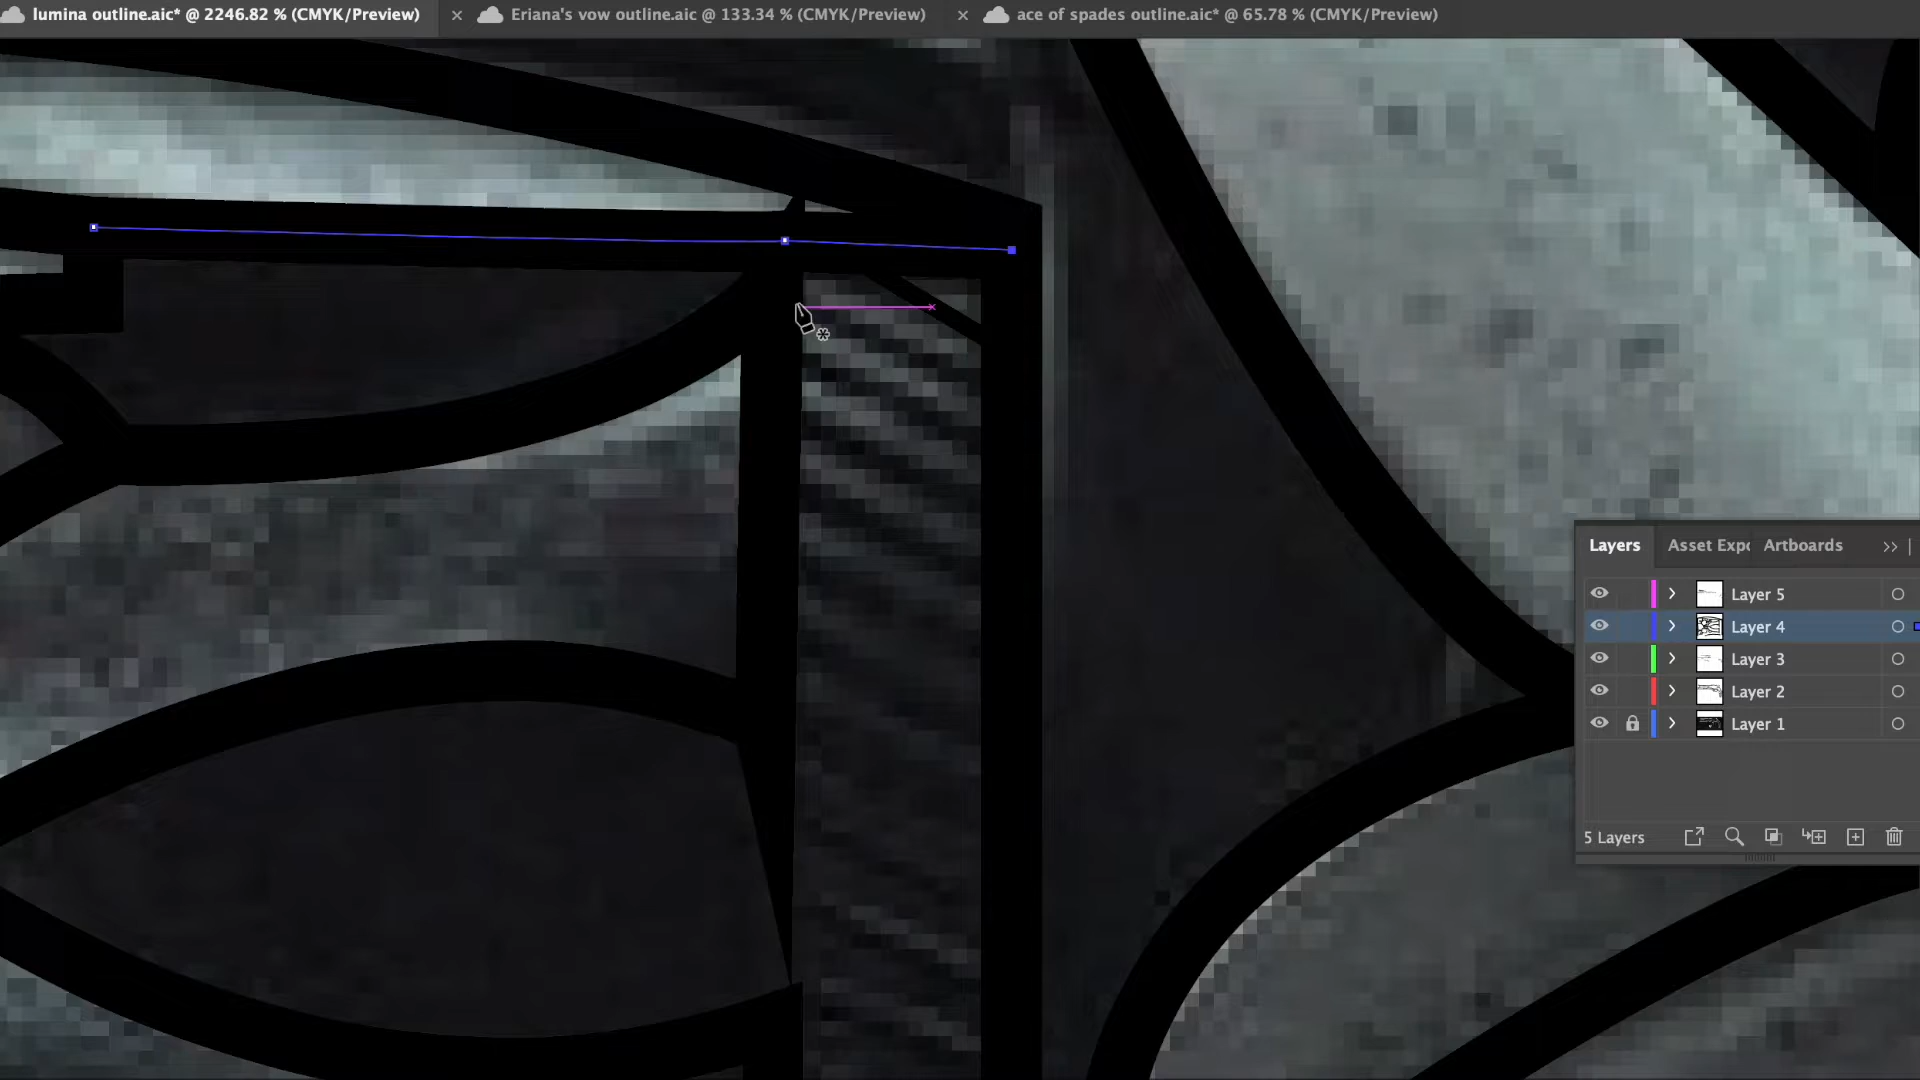 lumina outline.aic* @ 2246.82 % (CMYK/Preview) × Eriana's vow outline.aic @ 133.34 % (CMYK/Preview) × ace of spades outline.aic* @ 65.78 % (CMYK/Preview)
Layers Asset Expo Artboards
Layer 5
Layer 4
Layer 3
Layer 2
Layer 1
5 Layers